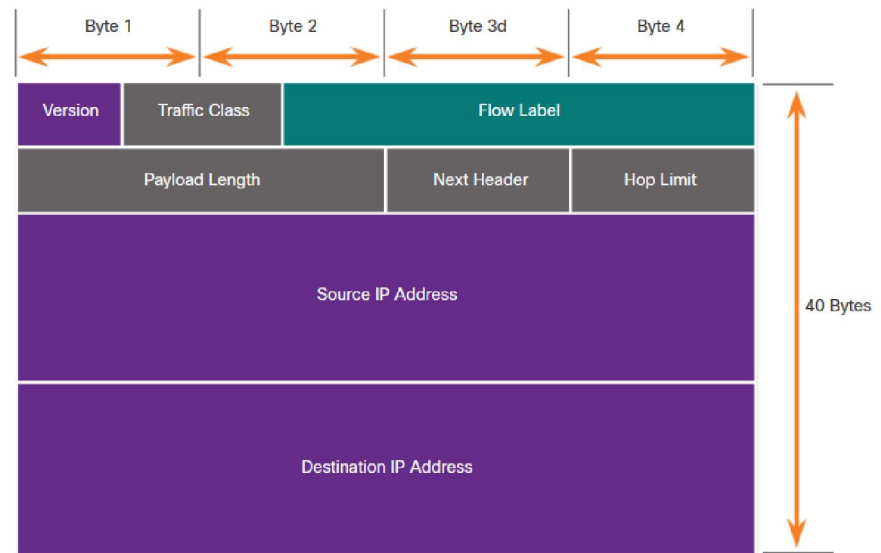 Byte 1 Byte 2 Byte 3d Byte 4
Version Traffic Class Flow Label
Payload Length Next Header Hop Limit
Source IP Address
40 Bytes
Destination IP Address